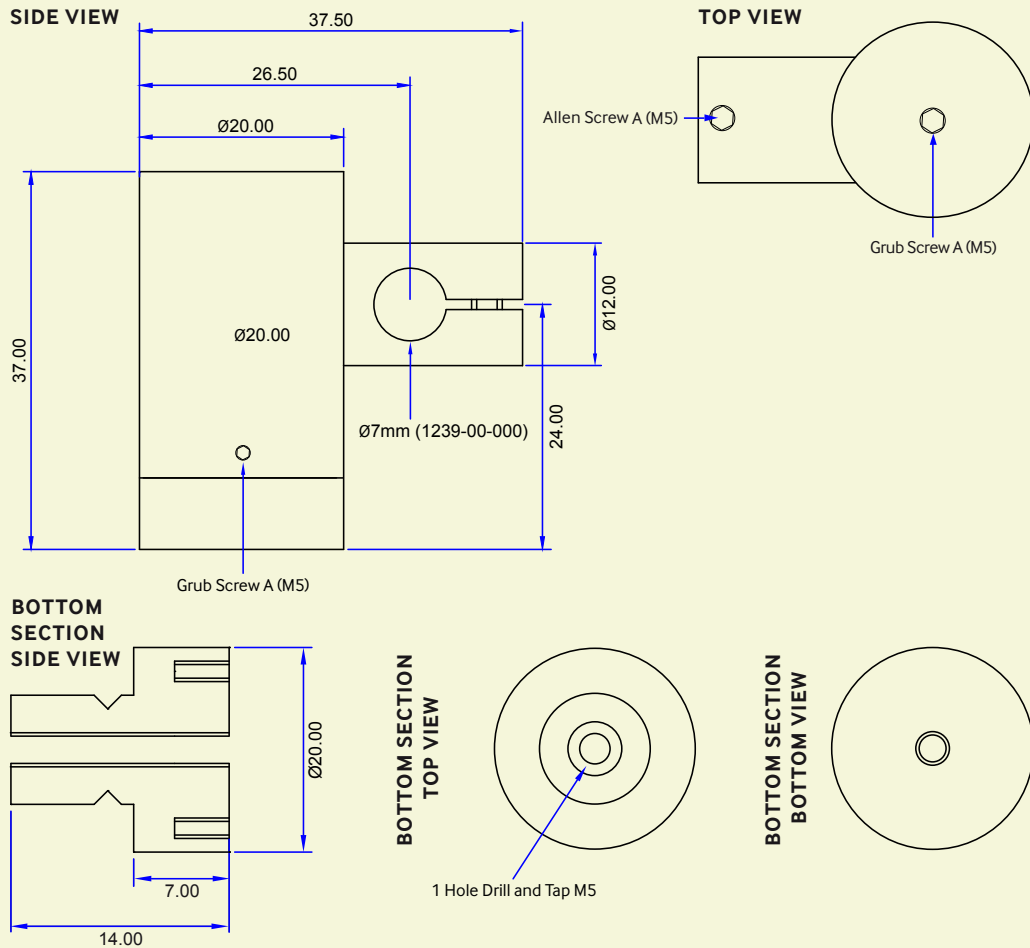 SIDE VIEW
37.50
TOP VIEW
26.50
Allen Screw A (M5)
Ø20.00
Grub Screw A (M5)
37.00
Ø20.00
Ø12.00
Ø7mm (1239-00-000)
24.00
Grub Screw A (M5)
BOTTOM
SECTION
SIDE VIEW
Ø20.00
7.00
14.00
BOTTOM SECTION
TOP VIEW
1 Hole Drill and Tap M5
BOTTOM SECTION
BOTTOM VIEW